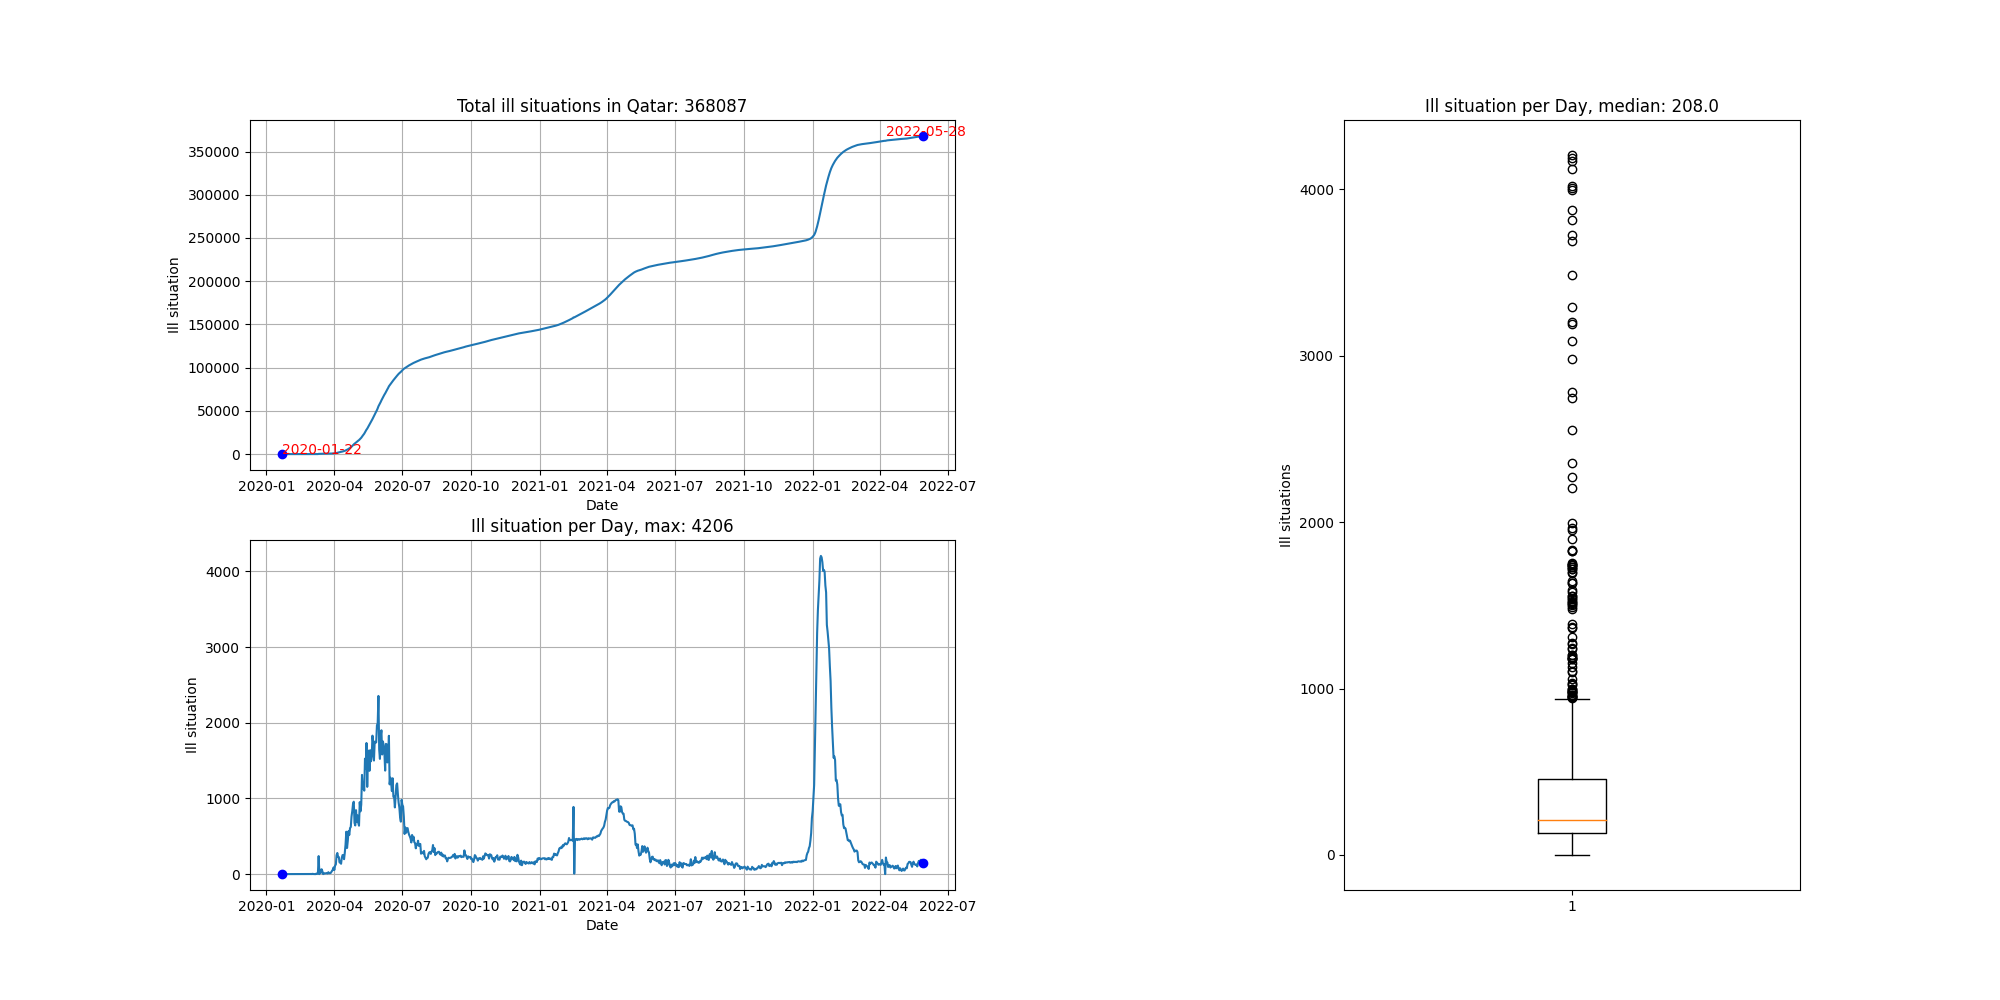 Total ill situations in Qatar: 368087
Ill situation
350000
300000
250000
200000
150000
100000
50000
0
2020-01-22
2022-05-28
2020-01 2020-04 2020-07 2020-10 2021-01 2021-04 2021-07 2021-10 2022-01 2022-04 2022-07
Date
Ill situation per Day, max: 4206
Ill situation
4000
3000
2000
1000
0
2020-01 2020-04 2020-07 2020-10 2021-01 2021-04 2021-07 2021-10 2022-01 2022-04 2022-07
Date
Ill situation per Day, median: 208.0
Ill situations
4000
3000
2000
1000
0
1